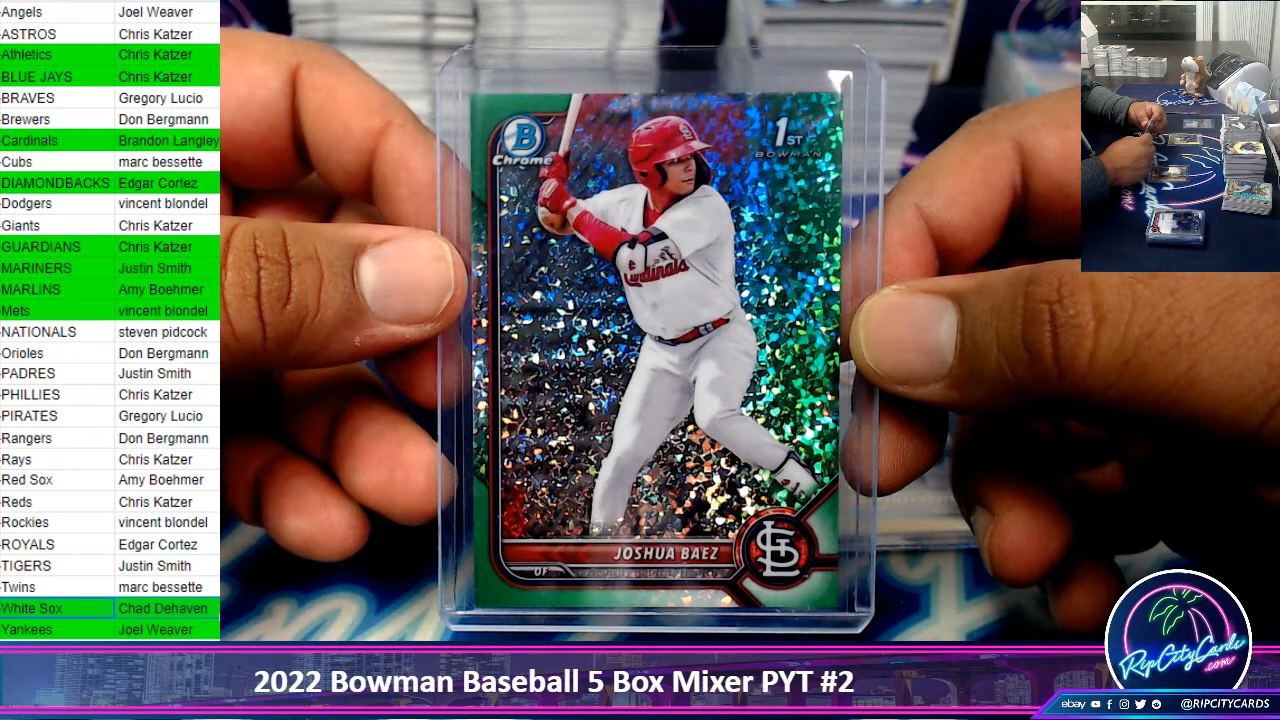 -Angels Joel Weaver
-ASTROS Chris Katzer
-Athletics Chris Katzer
-BLUE JAYS Chris Katzer
-BRAVES Gregory Lucio
-Brewers Don Bergmann
-Cardinals Brandon Langley
-Cubs marc bessette
-DIAMONDBACKS Edgar Cortez
-Dodgers vincent blondel
-Giants Chris Katzer
-GUARDIANS Chris Katzer
-MARINERS Justin Smith
-MARLINS Amy Boehmer
-Mets vincent blondel
-NATIONALS steven pidcock
-Orioles Don Bergmann
-PADRES Justin Smith
-PHILLIES Chris Katzer
-PIRATES Gregory Lucio
-Rangers Don Bergmann
-Rays Chris Katzer
-Red Sox Amy Boehmer
-Reds Chris Katzer
-Rockies vincent blondel
-ROYALS Edgar Cortez
-TIGERS Justin Smith
-Twins marc bessette
-White Sox Chad Dehaven
-Yankees Joel Weaver
B
Chrome
1ST
BOWMAN
Cardinals
JOSHUA BAEZ
OF
STL
2022 Bowman Baseball 5 Box Mixer PYT #2
RipCityCards
.com
ebay @RIPCITYCARDS